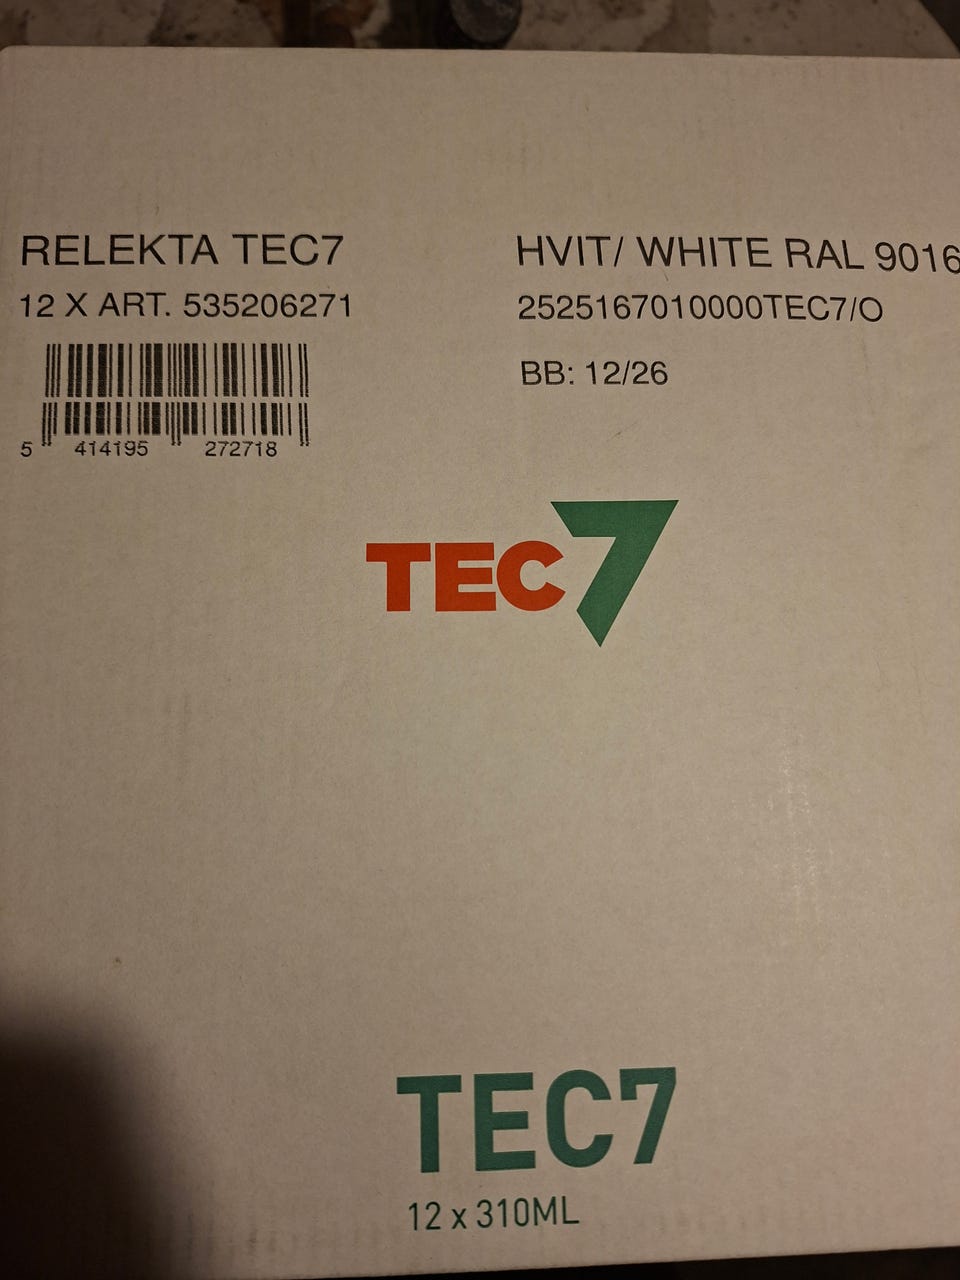 RELEKTA TEC7
12 X ART. 535206271
5 414195 272718
HVIT/ WHITE RAL 9016
2525167010000TEC7/O
BB: 12/26
TEC7
TEC7
12 x 310ML